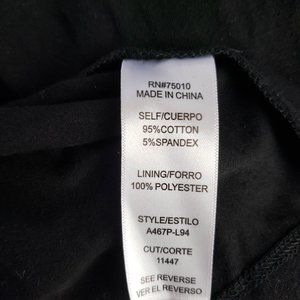 RN#75010
MADE IN CHINA
SELF/CUERPO
95%COTTON
5%SPANDEX
LINING/FORRO
100% POLYESTER
STYLE/ESTILO
A467P-L94
CUT/CORTE
11447
SEE REVERSE
VER EL REVERSO